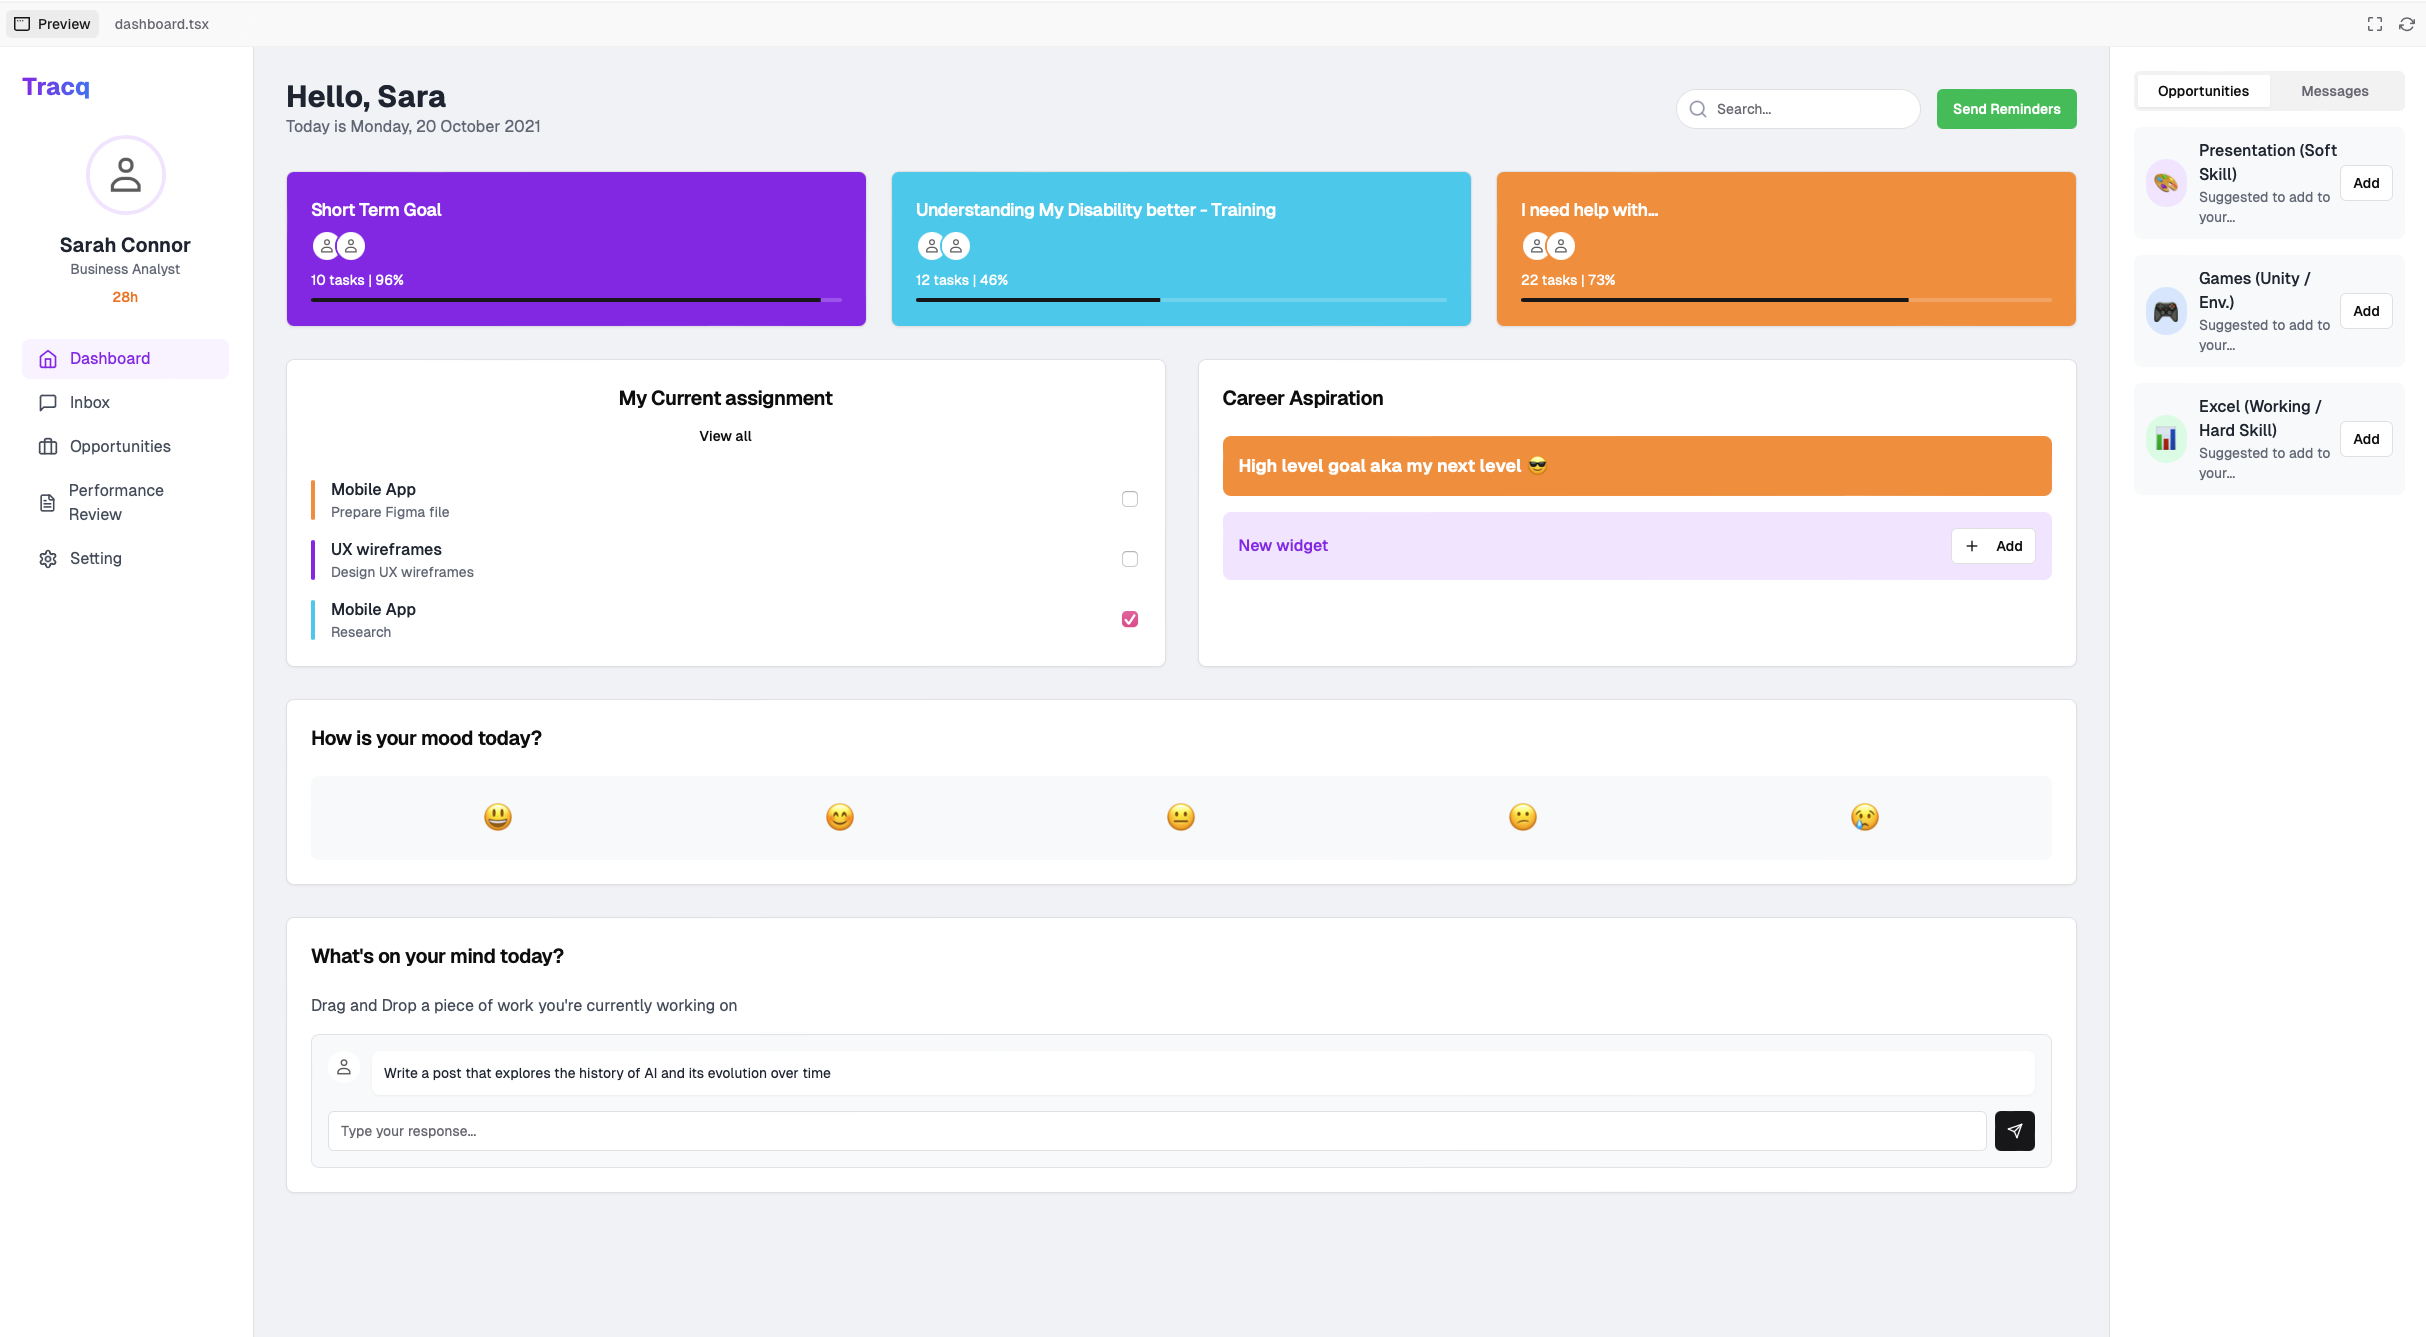 Preview
dashboard.tsx
Tracq
Sarah Connor
Business Analyst
28h
Dashboard
Inbox
Opportunities
Performance
Review
Setting
Hello, Sara
Today is Monday, 20 October 2021
Search...
Send Reminders
Short Term Goal
10 tasks | 96%
Understanding My Disability better - Training
12 tasks | 46%
I need help with...
22 tasks | 73%
My Current assignment
View all
Mobile App
Prepare Figma file
UX wireframes
Design UX wireframes
Mobile App
Research
Career Aspiration
High level goal aka my next level 😎
New widget
Add
How is your mood today?
What's on your mind today?
Drag and Drop a piece of work you're currently working on
Write a post that explores the history of AI and its evolution over time
Type your response...
Opportunities
Messages
Presentation (Soft
Skill)
Suggested to add to
your...
Add
Games (Unity /
Env.)
Suggested to add to
your...
Add
Excel (Working /
Hard Skill)
Suggested to add to
your...
Add